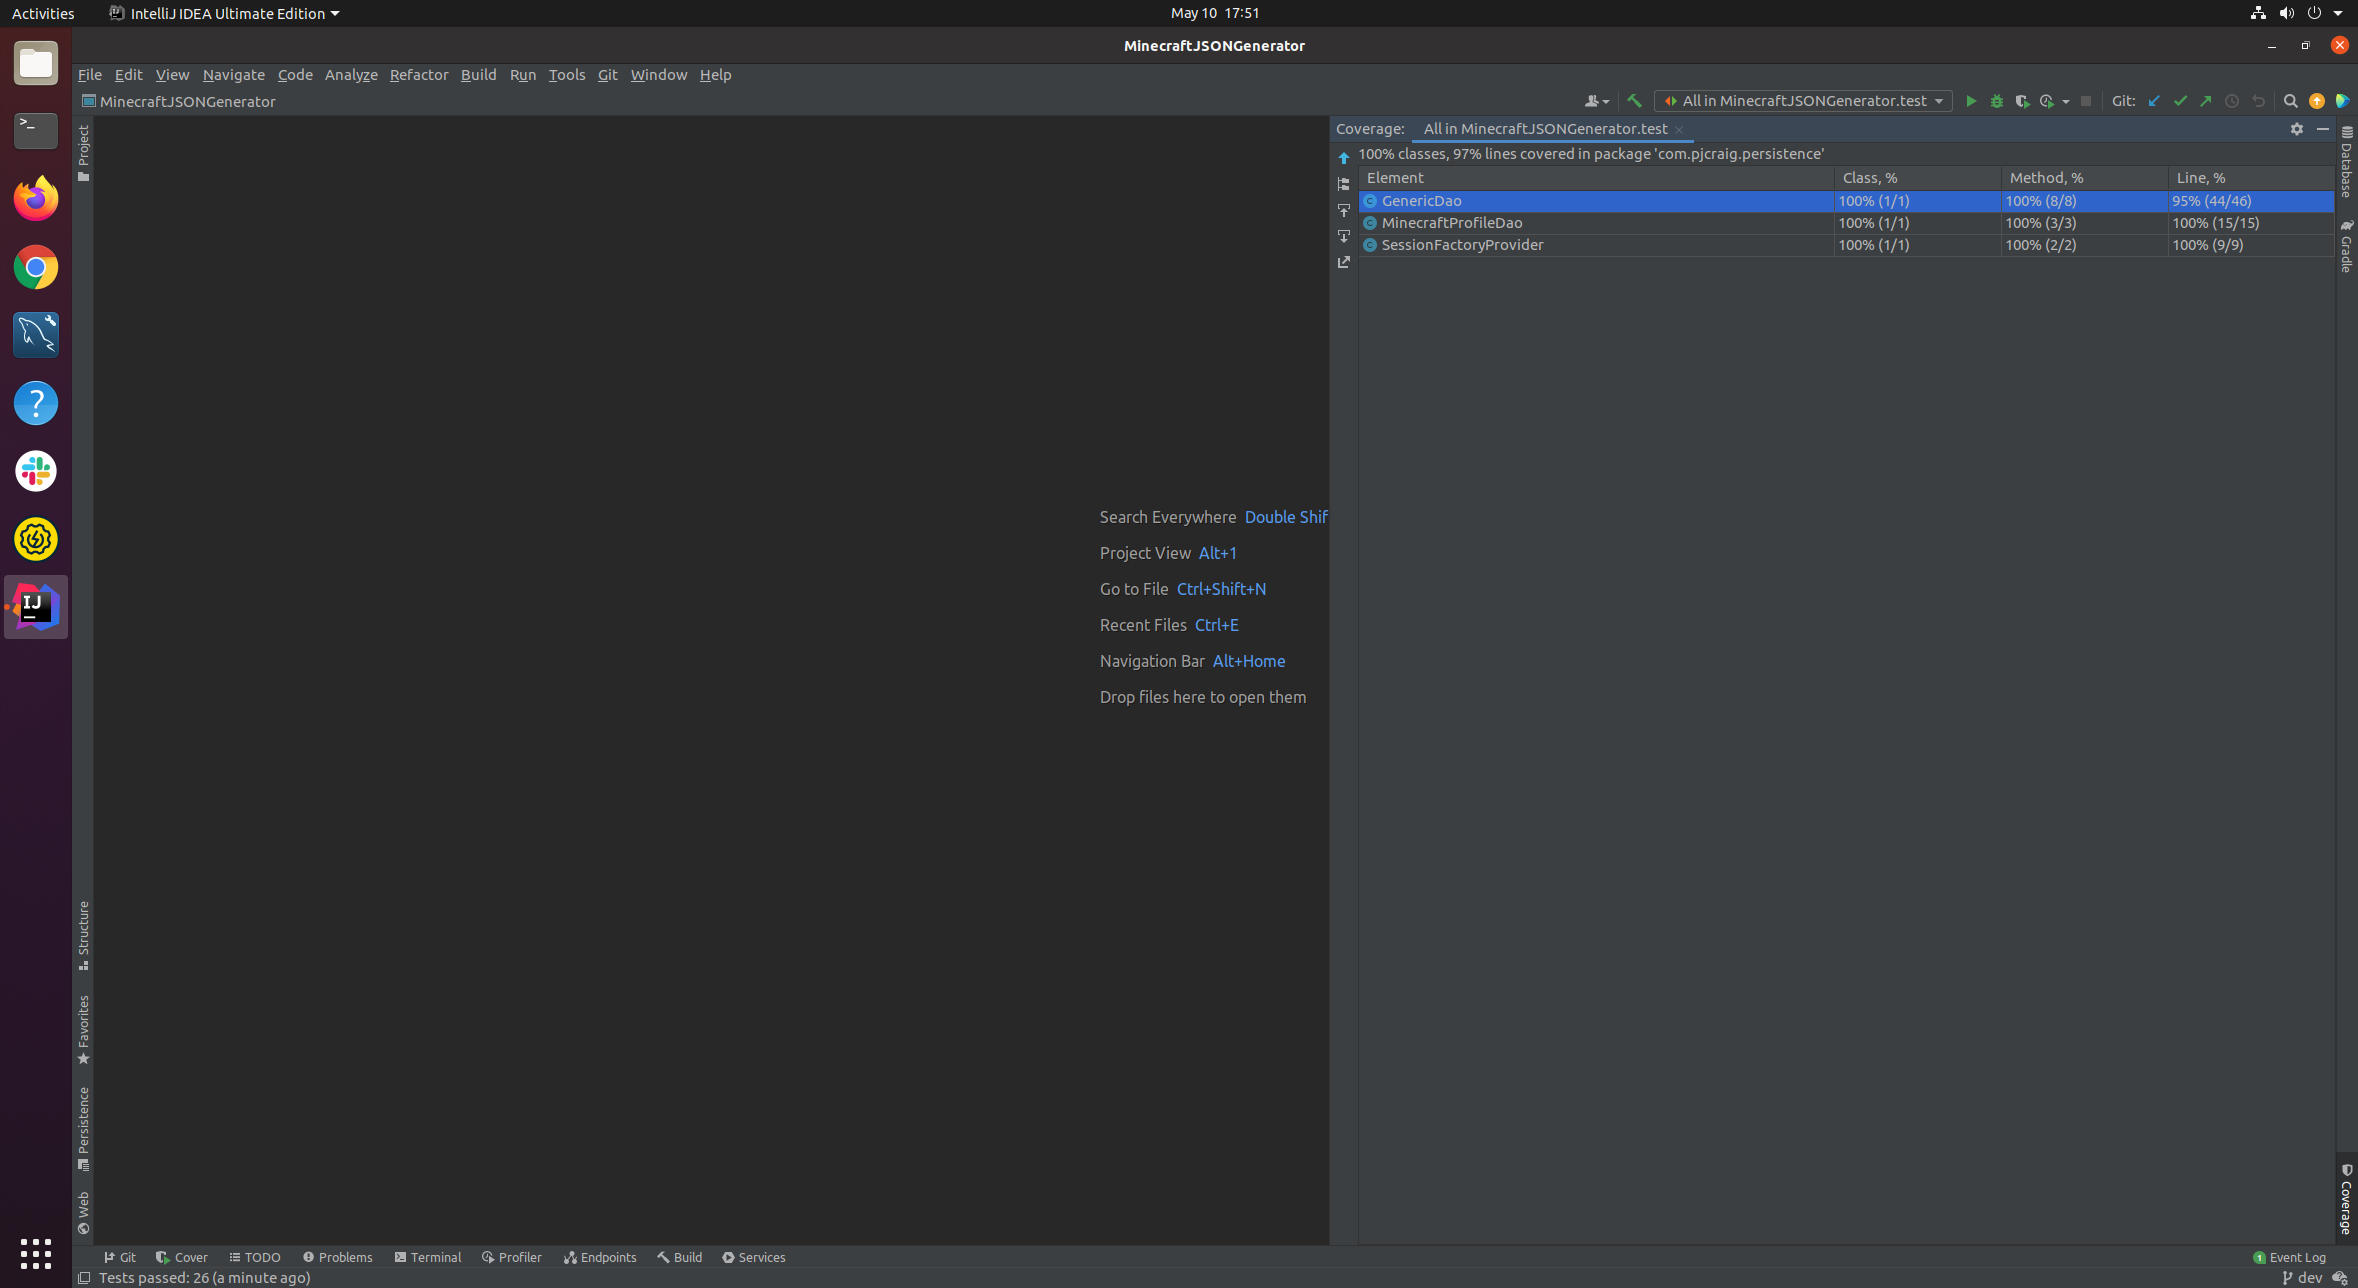 Activities
IntelliJ IDEA Ultimate Edition
May 10 17:51
MinecraftJSONGenerator
File Edit View Navigate Code Analyze Refactor Build Run Tools Git Window Help
MinecraftJSONGenerator
All in MinecraftJSONGenerator.test
Git:
Project
Coverage: All in MinecraftJSONGenerator.test
100% classes, 97% lines covered in package 'com.pjcraig.persistence'
Element Class, % Method, % Line, %
GenericDao 100% (1/1) 100% (8/8) 95% (44/46)
MinecraftProfileDao 100% (1/1) 100% (3/3) 100% (15/15)
SessionFactoryProvider 100% (1/1) 100% (2/2) 100% (9/9)
Database
Gradle
Search Everywhere Double Shif
Project View Alt+1
Go to File Ctrl+Shift+N
Recent Files Ctrl+E
Navigation Bar Alt+Home
Drop files here to open them
IJ
Structure
Favorites
Persistence
Web
Coverage
Git Cover TODO Problems Terminal Profiler Endpoints Build Services
1 Event Log
Tests passed: 26 (a minute ago)
dev